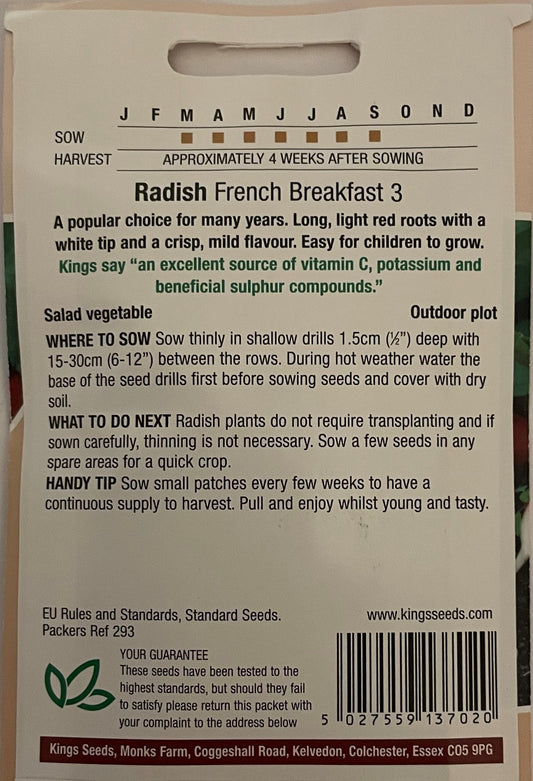 J F M A M J J A S O N D
SOW
HARVEST APPROXIMATELY 4 WEEKS AFTER SOWING
Radish French Breakfast 3
A popular choice for many years. Long, light red roots with a
white tip and a crisp, mild flavour. Easy for children to grow.
Kings say “an excellent source of vitamin C, potassium and
beneficial sulphur compounds.”
Salad vegetable Outdoor plot
WHERE TO SOW Sow thinly in shallow drills 1.5cm (½”) deep with
15-30cm (6-12”) between the rows. During hot weather water the
base of the seed drills first before sowing seeds and cover with dry
soil.
WHAT TO DO NEXT Radish plants do not require transplanting and if
sown carefully, thinning is not necessary. Sow a few seeds in any
spare areas for a quick crop.
HANDY TIP Sow small patches every few weeks to have a
continuous supply to harvest. Pull and enjoy whilst young and tasty.
EU Rules and Standards, Standard Seeds.
Packers Ref 293
www.kingsseeds.com
YOUR GUARANTEE
These seeds have been tested to the
highest standards, but should they fail
to satisfy please return this packet with
your complaint to the address below
5 027559 137020
Kings Seeds, Monks Farm, Coggeshall Road, Kelvedon, Colchester, Essex CO5 9PG